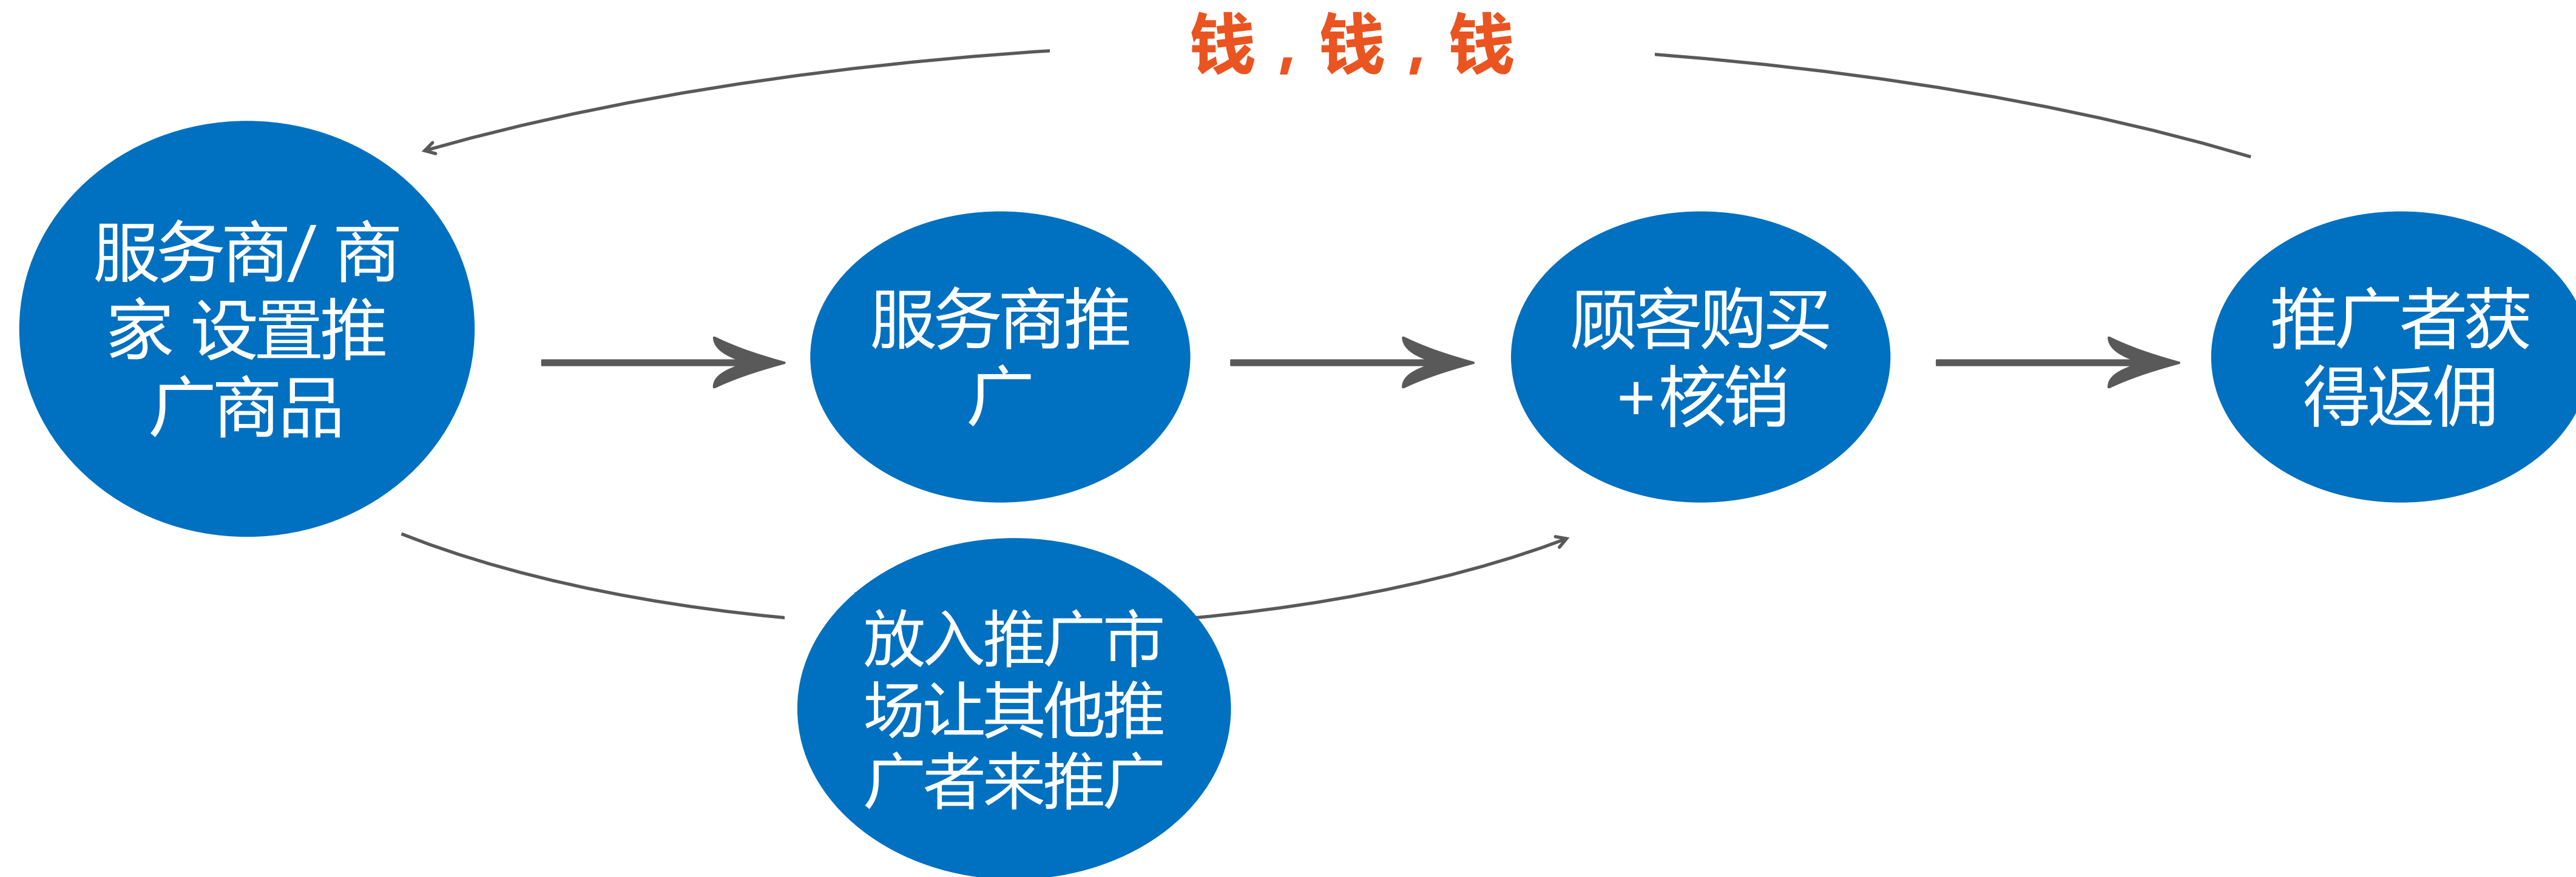 钱，钱，钱
服务商/ 商
家 设置推
广商品
服务商推
广
顾客购买
+核销
推广者获
得返佣
放入推广市
场让其他推
广者来推广